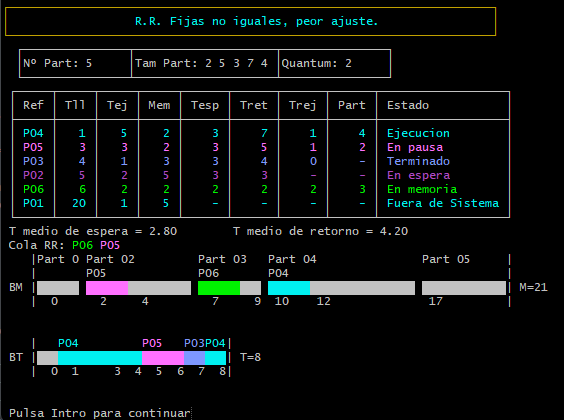 R.R. Fijas no iguales, peor ajuste.
Nº Part: 5 Tam Part: 2 5 3 7 4 Quantum: 2
Ref Tll Tej Mem Tesp Tret Trej Part Estado
P04 1 5 2 3 7 1 4 Ejecucion
P05 3 3 2 3 5 1 2 En pausa
P03 4 1 3 3 4 0 - Terminado
P02 5 2 5 3 3 - - En espera
P06 6 2 2 2 2 2 3 En memoria
P01 20 1 5 - - - - Fuera de Sistema
T medio de espera = 2.80 T medio de retorno = 4.20
Cola RR: P06 P05
|Part 0 Part 02 Part 03 Part 04 Part 05 |
| P05 P06 P04 |
BM | | M=21
| 0 2 4 7 9 10 12 17 |
| P04 P05 P03P04|
BT | | T=8
| 0 1 3 4 5 6 7 8 |
Pulsa Intro para continuar